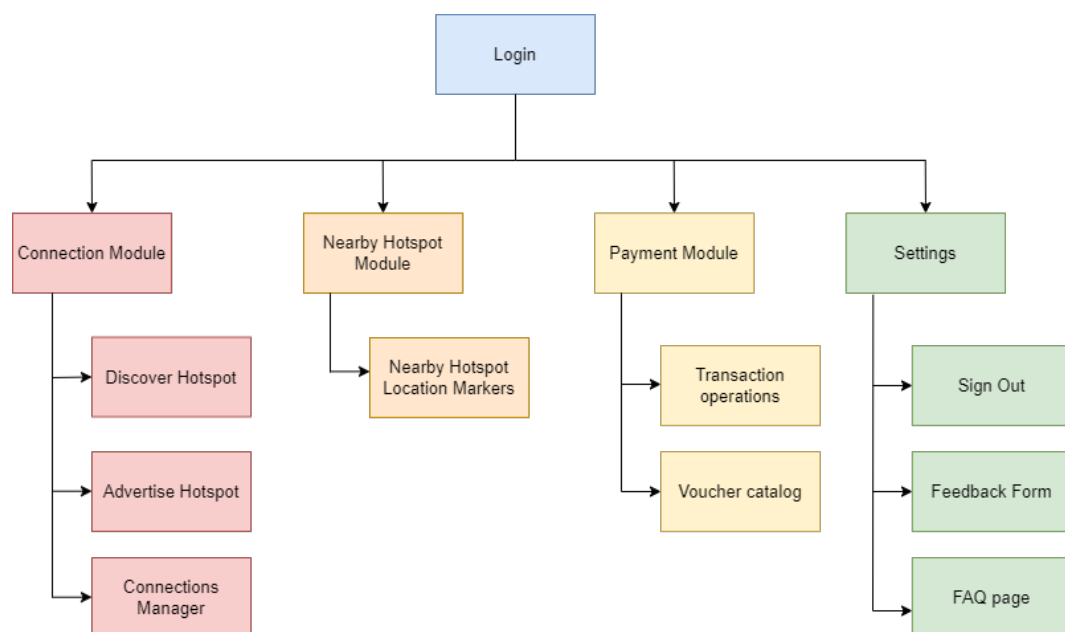 Login
Connection Module
Nearby Hotspot
Module
Payment Module
Settings
Discover Hotspot
Nearby Hotspot
Location Markers
Transaction
operations
Sign Out
Advertise Hotspot
Voucher catalog
Feedback Form
Connections
Manager
FAQ page